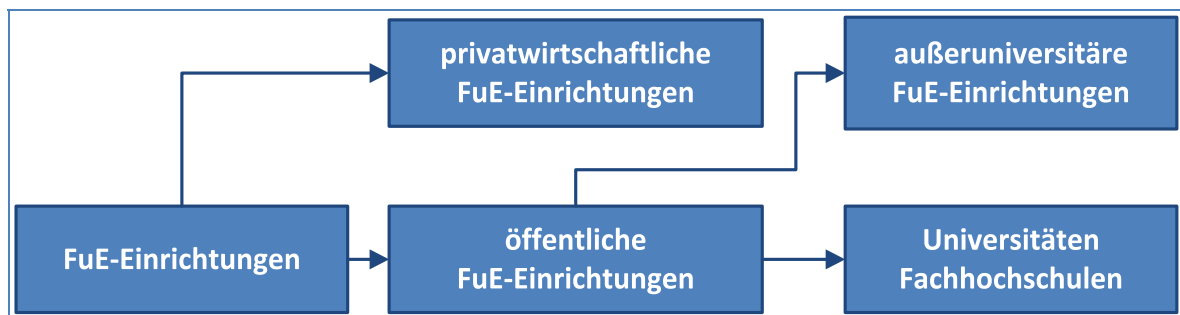 privatwirtschaftliche
FuE-Einrichtungen
außeruniversitäre
FuE-Einrichtungen
FuE-Einrichtungen
öffentliche
FuE-Einrichtungen
Universitäten
Fachhochschulen